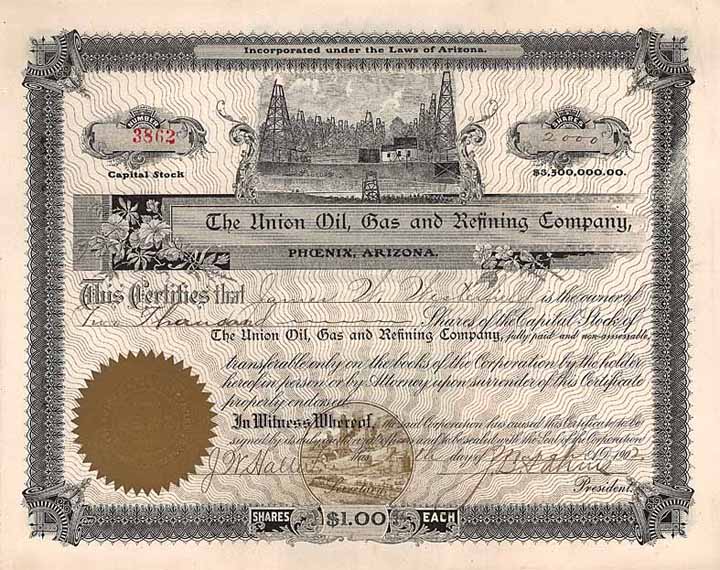 Incorporated under the Laws of Arizona.
NUMBER
3862
SHARES
2000
Capital Stock
$3,500,000.00.
The Union Oil, Gas and Refining Company,
PHŒNIX, ARIZONA.
This Certifies that James W. is the owner of
Two Thousand Shares of the Capital Stock of
The Union Oil, Gas and Refining Company, fully paid and non-assessable,
transferable only on the books of the Corporation by the holder
hereof in person or by Attorney upon surrender of this Certificate
properly endorsed.
In Witness Whereof, the said Corporation has caused this Certificate to be
signed by its duly authorized officers and to be sealed with the Seal of the Corporation
J.W. day of 1902
Secretary
President.
SHARES $1.00 EACH